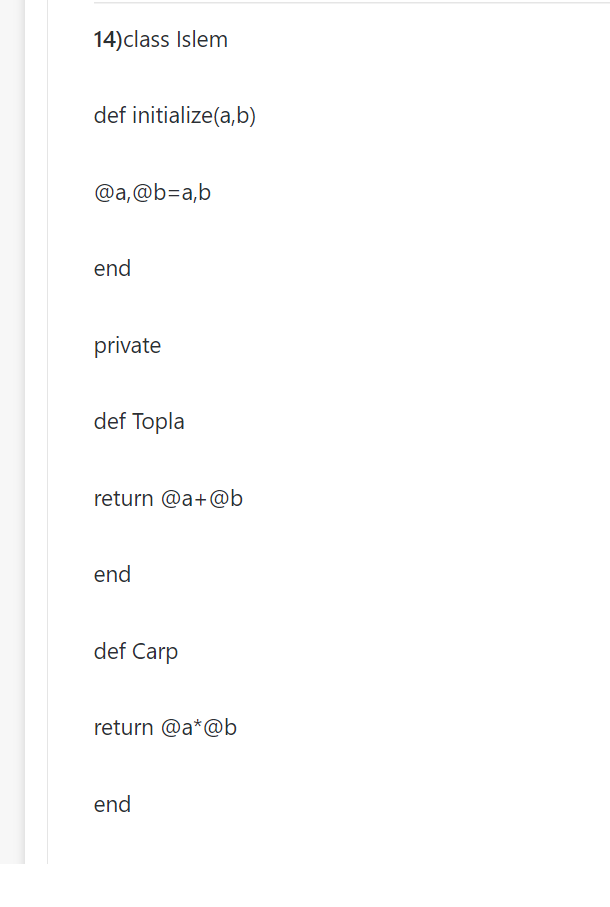 14)class Islem
def initialize(a,b)
@a,@b=a,b
end
private
def Topla
return @a+@b
end
def Carp
return @a*@b
end